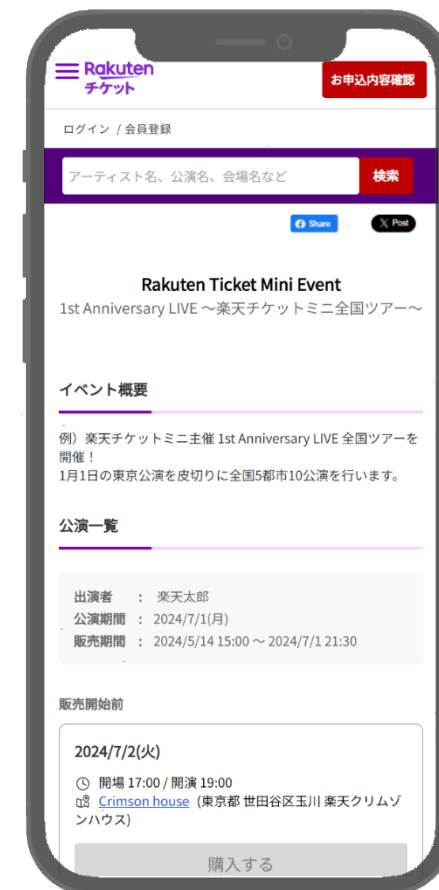 Rakuten
チケット
お申込内容確認
ログイン / 会員登録
アーティスト名、公演名、会場名など
検索
Share
X Post
Rakuten Ticket Mini Event
1st Anniversary LIVE ～楽天チケットミニ全国ツアー～
イベント概要
例）楽天チケットミニ主催 1st Anniversary LIVE 全国ツアーを
開催！
1月1日の東京公演を皮切りに全国5都市10公演を行います。
公演一覧
出演者 : 楽天太郎
公演期間 : 2024/7/1(月)
販売期間 : 2024/5/14 15:00 ～ 2024/7/1 21:30
販売開始前
2024/7/2(火)
開場 17:00 / 開演 19:00
Crimson house (東京都 世田谷区玉川 楽天クリムゾ
ンハウス)
購入する